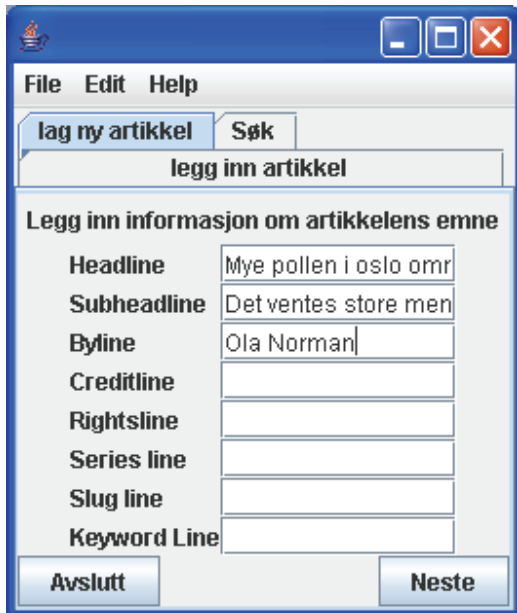 File Edit Help
lag ny artikkel Søk
legg inn artikkel
Legg inn informasjon om artikkelens emne
Headline Mye pollen i oslo omr
Subheadline Det ventes store men
Byline Ola Norman
Creditline
Rightsline
Series line
Slug line
Keyword Line
Avslutt Neste